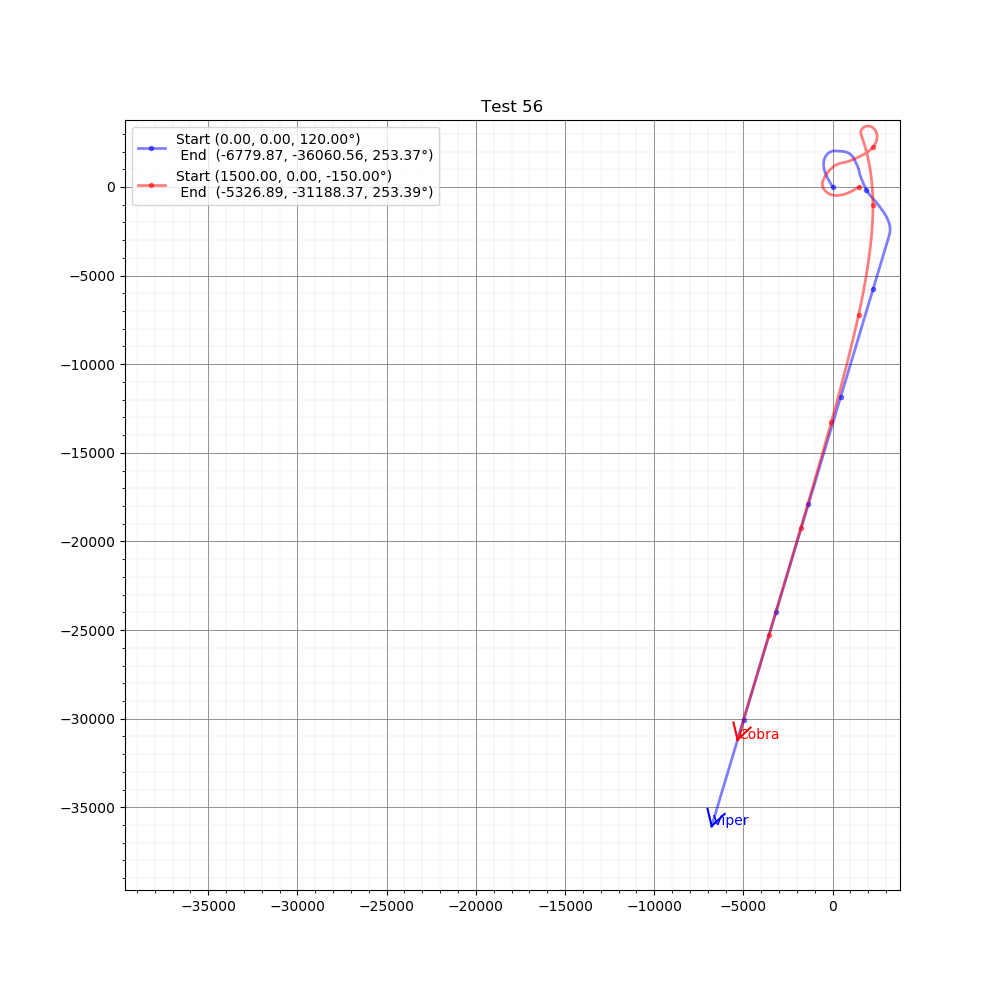 Test 56
Start (0.00, 0.00, 120.00°)
End  (-6779.87, -36060.56, 253.37°)
Start (1500.00, 0.00, -150.00°)
End  (-5326.89, -31188.37, 253.39°)
0
−5000
−10000
−15000
−20000
−25000
−30000
−35000
Cobra
Viper
−35000 −30000 −25000 −20000 −15000 −10000 −5000 0